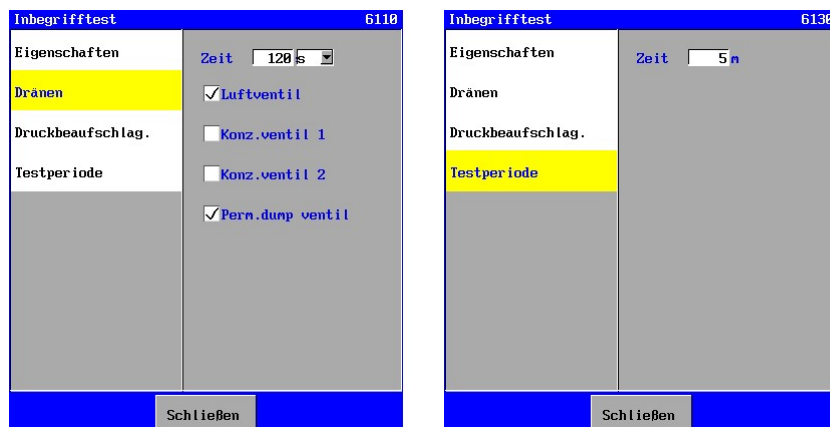 Inbegrifftest 6110
Eigenschaften
Zeit 120 s
Dränen
Luftventil
Druckbeaufschlag.
Konz.ventil 1
Testperiode
Konz.ventil 2
Perm.dump ventil
Schließen
Inbegrifftest 6130
Eigenschaften
Zeit 5 m
Dränen
Druckbeaufschlag.
Testperiode
Schließen